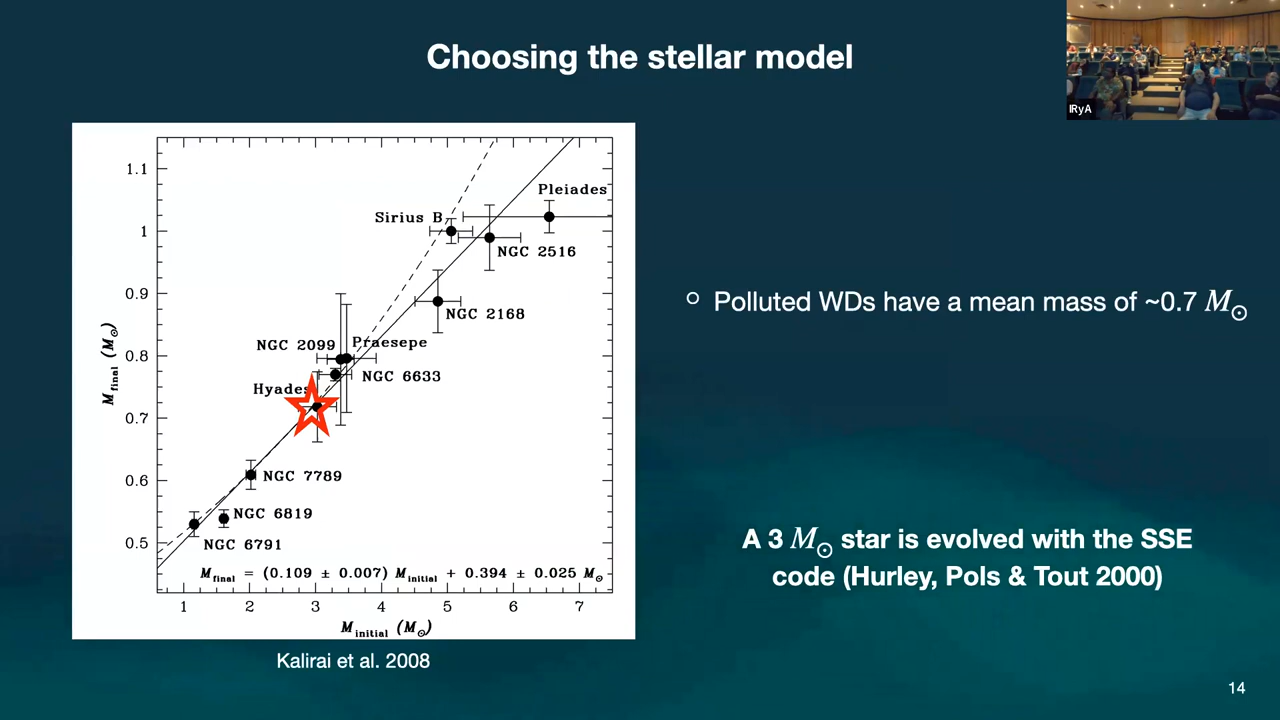 Choosing the stellar model
IRyA
1.1
1
0.9
0.8
0.7
0.6
0.5
M_final (M_⊙)
Pleiades
Sirius B
NGC 2516
NGC 2168
NGC 2099
Praesepe
NGC 6633
Hyades
NGC 7789
NGC 6819
NGC 6791
M_final = (0.109 ± 0.007) M_initial + 0.394 ± 0.025 M_⊙
1 2 3 4 5 6 7
M_initial (M_⊙)
Kalirai et al. 2008
○ Polluted WDs have a mean mass of ~0.7 M_⊙
A 3 M_⊙ star is evolved with the SSE
code (Hurley, Pols & Tout 2000)
14